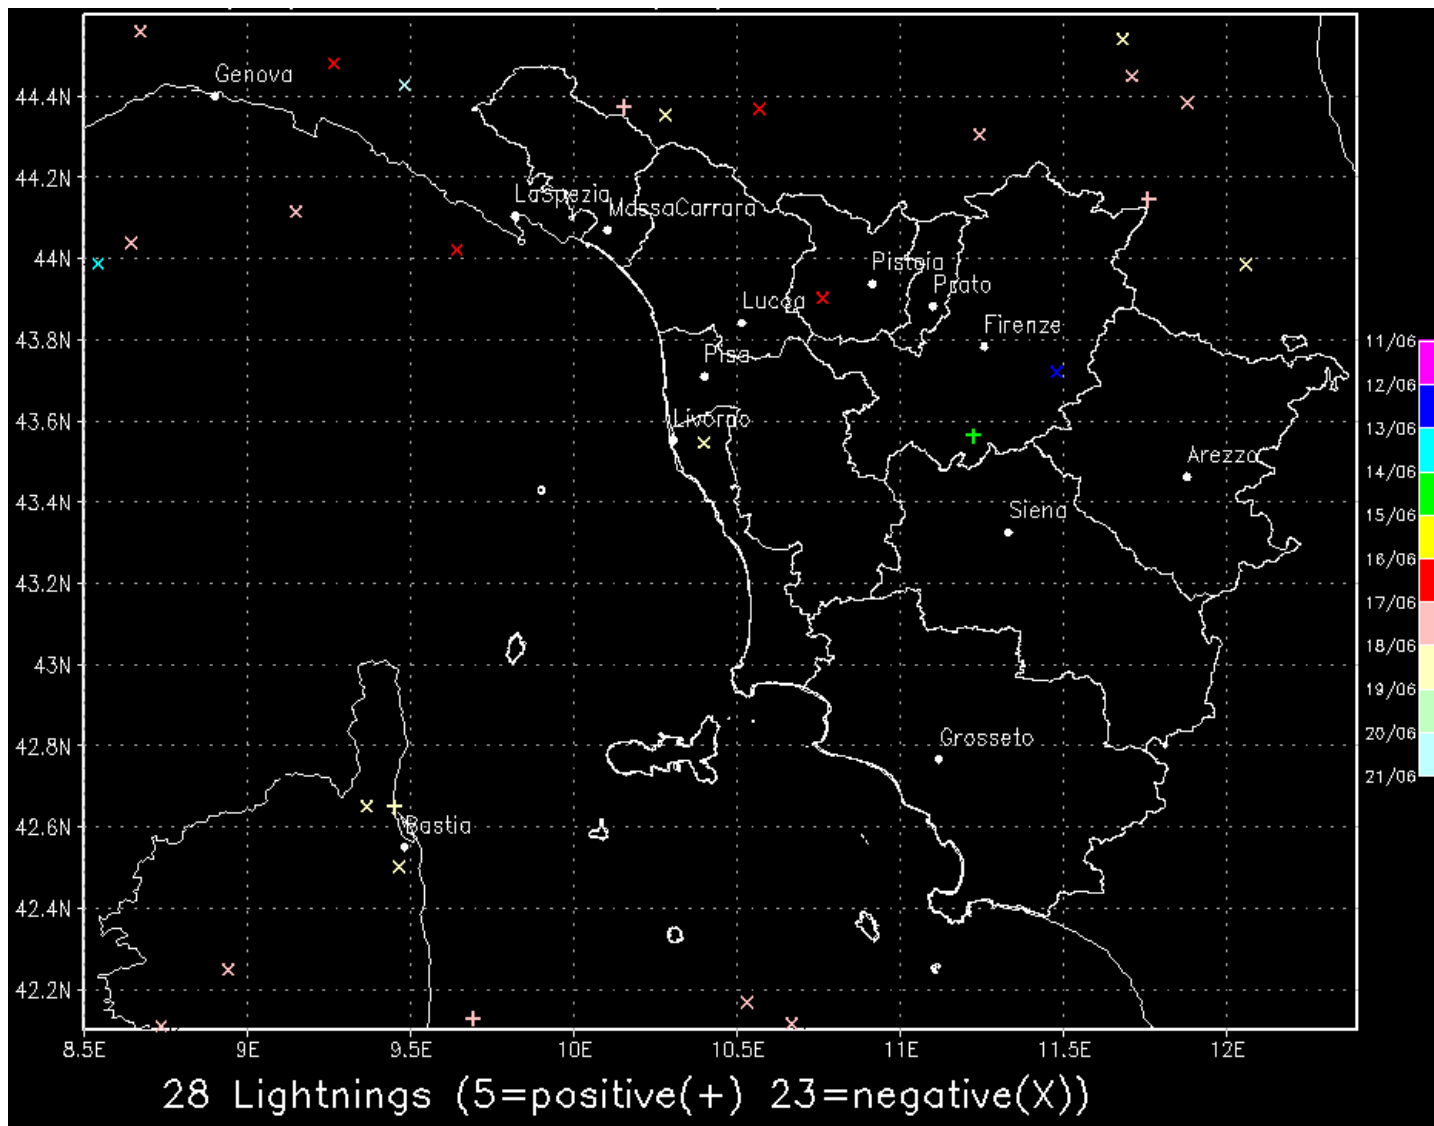 Genova
44.4N
44.2N
LaSpezia
MassaCarrara
44N
Pistoia
Prato
Lucca
Firenze
43.8N
Pisa
11/06
12/06
43.6N
Livorno
13/06
Arezzo
14/06
43.4N
Siena
15/06
16/06
43.2N
17/06
18/06
43N
19/06
42.8N
Grosseto
20/06
21/06
42.6N
Bastia
42.4N
42.2N
8.5E 9E 9.5E 10E 10.5E 11E 11.5E 12E
28 Lightnings (5=positive(+) 23=negative(X))